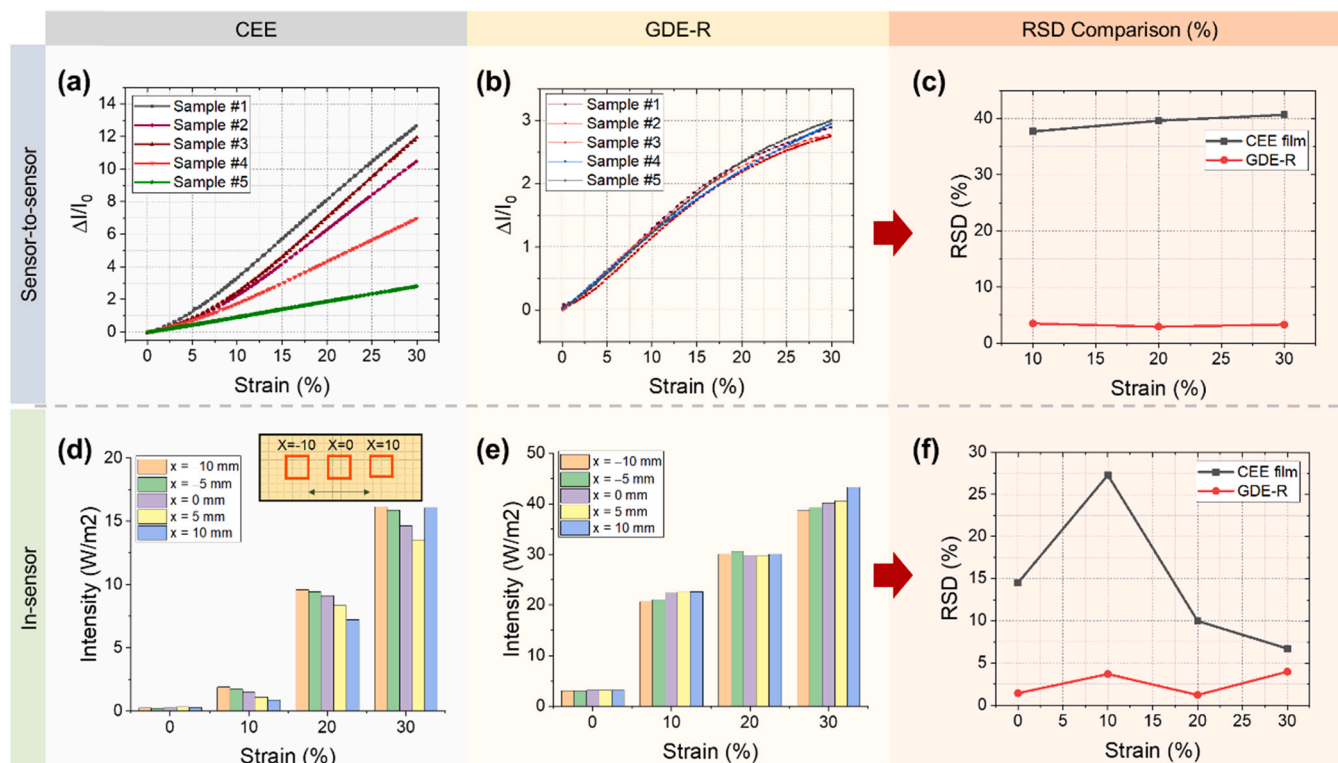 CEE
GDE-R
RSD Comparison (%)
Sensor-to-sensor
(a)
14
12
10
8
6
4
2
0
ΔI/I0
Sample #1
Sample #2
Sample #3
Sample #4
Sample #5
0 5 10 15 20 25 30
Strain (%)
(b)
3
2
1
0
ΔI/I0
Sample #1
Sample #2
Sample #3
Sample #4
Sample #5
0 5 10 15 20 25 30
Strain (%)
(c)
40
30
20
10
0
RSD (%)
CEE film
GDE-R
10 15 20 25 30
Strain (%)
In-sensor
(d)
20
15
10
5
0
Intensity (W/m2)
x = 10 mm
x = −5 mm
x = 0 mm
x = 5 mm
x = 10 mm
X=-10 X=0 X=10
0 10 20 30
Strain (%)
(e)
50
40
30
20
10
0
Intensity (W/m2)
x = −10 mm
x = −5 mm
x = 0 mm
x = 5 mm
x = 10 mm
0 10 20 30
Strain (%)
(f)
30
25
20
15
10
5
0
RSD (%)
CEE film
GDE-R
0 5 10 15 20 25 30
Strain (%)